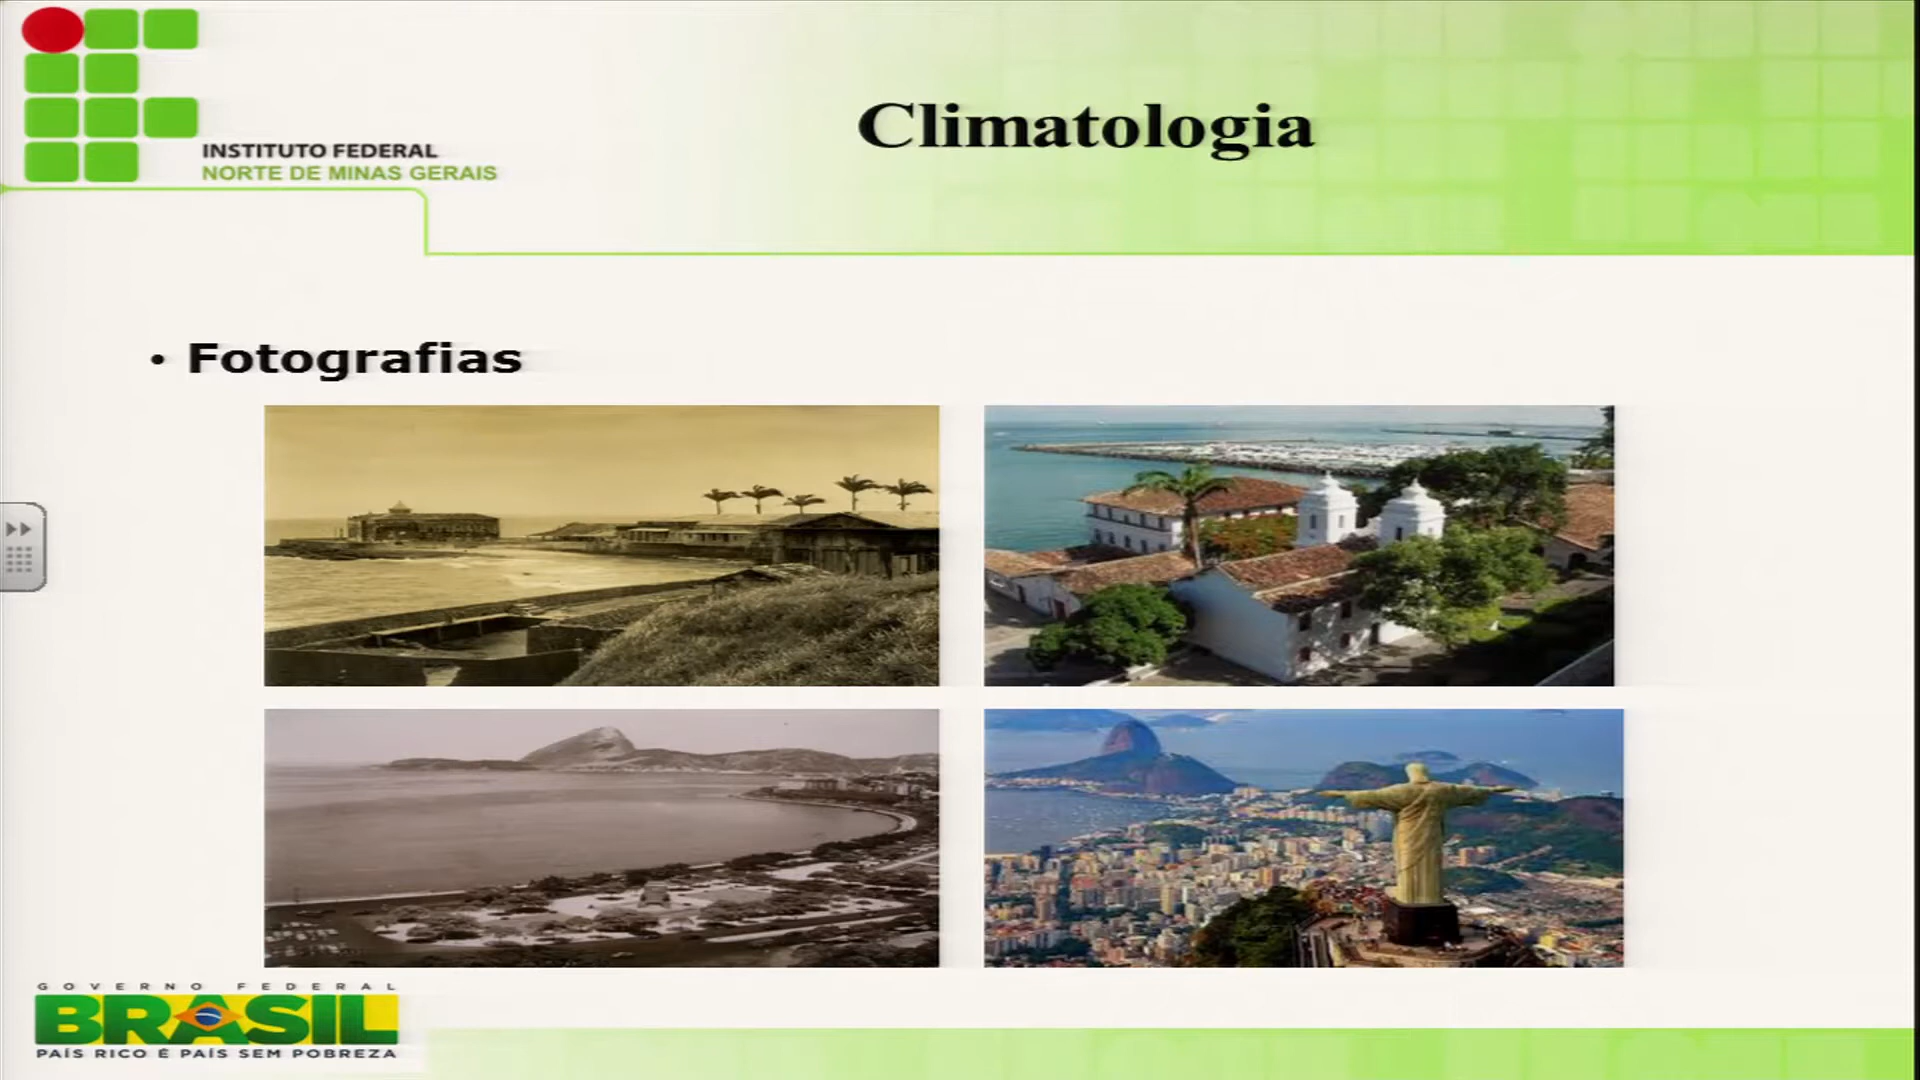 INSTITUTO FEDERAL
NORTE DE MINAS GERAIS
Climatologia
• Fotografias
GOVERNO FEDERAL
BRASIL
PAÍS RICO É PAÍS SEM POBREZA